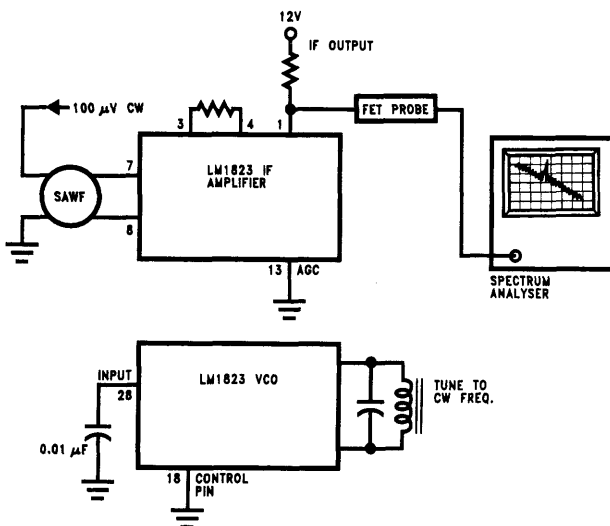 12V
IF OUTPUT
100 μV CW
FET PROBE
3
4
1
7
LM1823 IF
AMPLIFIER
SAWF
8
13
AGC
SPECTRUM
ANALYSER
INPUT
28
LM1823 VCO
TUNE TO
CW FREQ.
0.01 μF
18
CONTROL
PIN